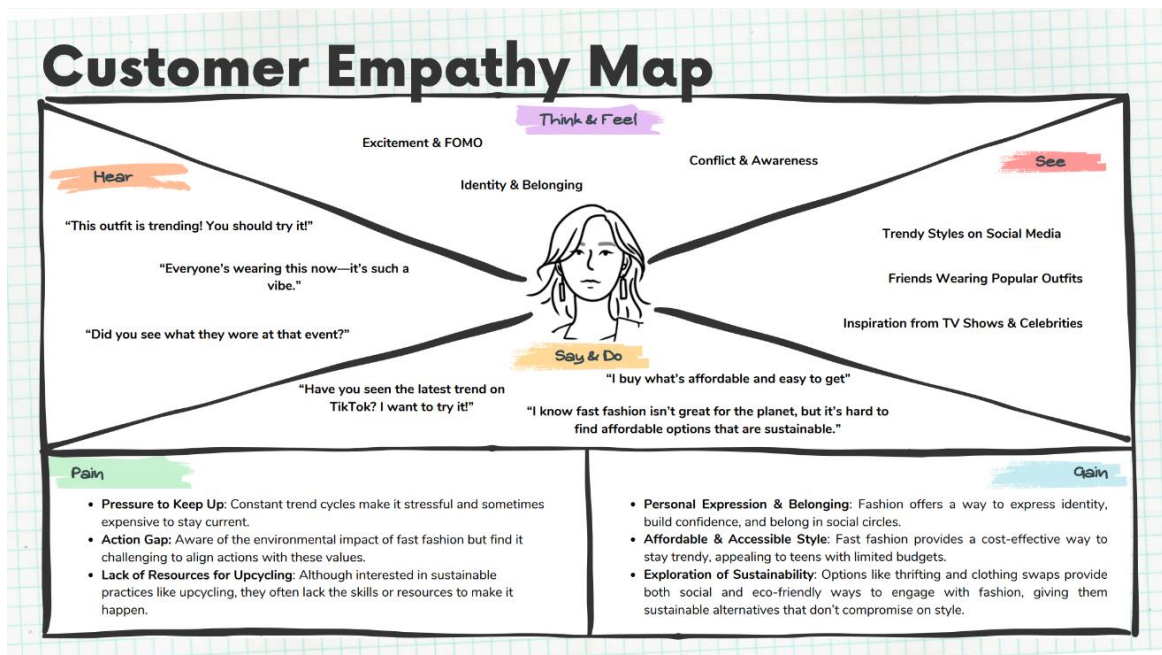 Customer Empathy Map
Think & Feel
Excitement & FOMO
Conflict & Awareness
Identity & Belonging
Hear
“This outfit is trending! You should try it!”
“Everyone’s wearing this now—it’s such a
vibe.”
“Did you see what they wore at that event?”
See
Trendy Styles on Social Media
Friends Wearing Popular Outfits
Inspiration from TV Shows & Celebrities
Say & Do
“I buy what’s affordable and easy to get”
“Have you seen the latest trend on
TikTok? I want to try it!”
“I know fast fashion isn’t great for the planet, but it’s hard to
find affordable options that are sustainable.”
Pain
• Pressure to Keep Up: Constant trend cycles make it stressful and sometimes
expensive to stay current.
• Action Gap: Aware of the environmental impact of fast fashion but find it
challenging to align actions with these values.
• Lack of Resources for Upcycling: Although interested in sustainable
practices like upcycling, they often lack the skills or resources to make it
happen.
Gain
• Personal Expression & Belonging: Fashion offers a way to express identity,
build confidence, and belong in social circles.
• Affordable & Accessible Style: Fast fashion provides a cost-effective way to
stay trendy, appealing to teens with limited budgets.
• Exploration of Sustainability: Options like thrifting and clothing swaps provide
both social and eco-friendly ways to engage with fashion, giving them
sustainable alternatives that don’t compromise on style.